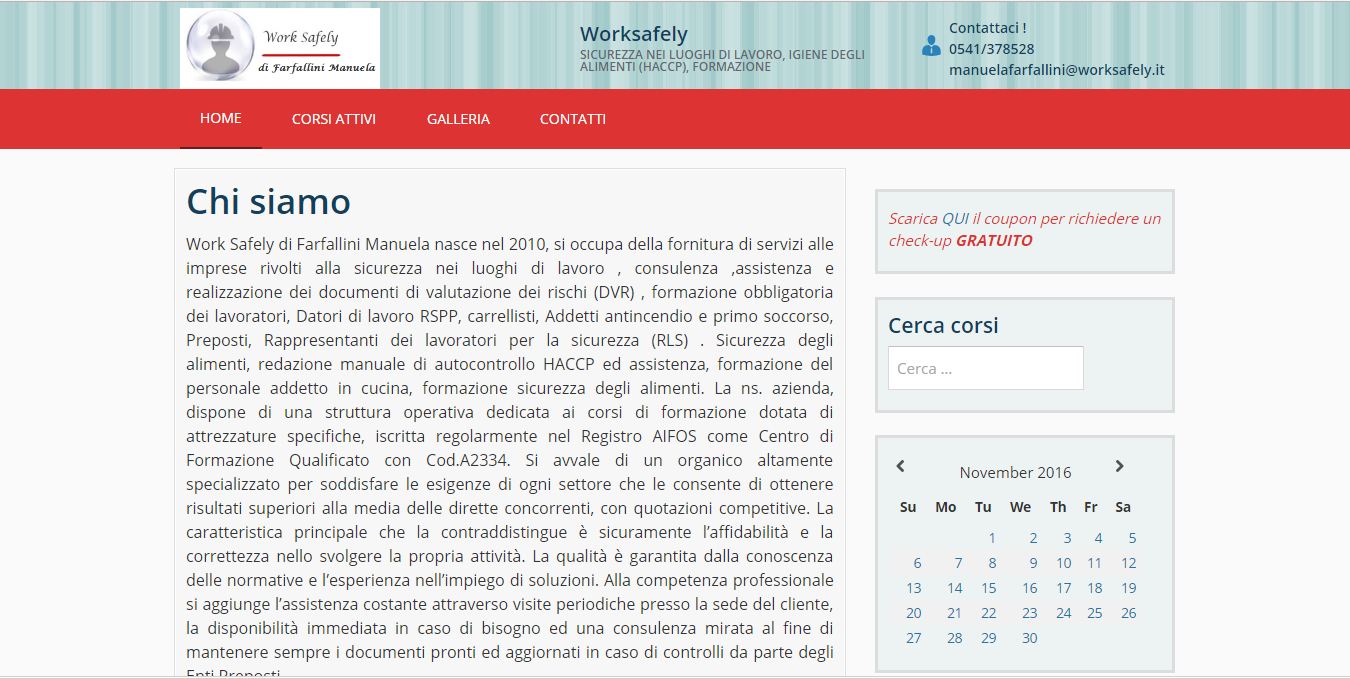 Work Safely
di Farfallini Manuela
Worksafely
SICUREZZA NEI LUOGHI DI LAVORO, IGIENE DEGLI
ALIMENTI (HACCP), FORMAZIONE
Contattaci !
0541/378528
manuelafarfallini@worksafely.it
HOME CORSI ATTIVI GALLERIA CONTATTI
Chi siamo
Work Safely di Farfallini Manuela nasce nel 2010, si occupa della fornitura di servizi alle
imprese rivolti alla sicurezza nei luoghi di lavoro , consulenza ,assistenza e
realizzazione dei documenti di valutazione dei rischi (DVR) , formazione obbligatoria
dei lavoratori, Datori di lavoro RSPP, carrellisti, Addetti antincendio e primo soccorso,
Preposti, Rappresentanti dei lavoratori per la sicurezza (RLS) . Sicurezza degli
alimenti, redazione manuale di autocontrollo HACCP ed assistenza, formazione del
personale addetto in cucina, formazione sicurezza degli alimenti. La ns. azienda,
dispone di una struttura operativa dedicata ai corsi di formazione dotata di
attrezzature specifiche, iscritta regolarmente nel Registro AIFOS come Centro di
Formazione Qualificato con Cod.A2334. Si avvale di un organico altamente
specializzato per soddisfare le esigenze di ogni settore che le consente di ottenere
risultati superiori alla media delle dirette concorrenti, con quotazioni competitive. La
caratteristica principale che la contraddistingue è sicuramente l’affidabilità e la
correttezza nello svolgere la propria attività. La qualità è garantita dalla conoscenza
delle normative e l’esperienza nell’impiego di soluzioni. Alla competenza professionale
si aggiunge l’assistenza costante attraverso visite periodiche presso la sede del cliente,
la disponibilità immediata in caso di bisogno ed una consulenza mirata al fine di
mantenere sempre i documenti pronti ed aggiornati in caso di controlli da parte degli
Enti Preposti
Scarica QUI il coupon per richiedere un
check-up GRATUITO
Cerca corsi
Cerca ...
November 2016
Su Mo Tu We Th Fr Sa
1 2 3 4 5
6 7 8 9 10 11 12
13 14 15 16 17 18 19
20 21 22 23 24 25 26
27 28 29 30